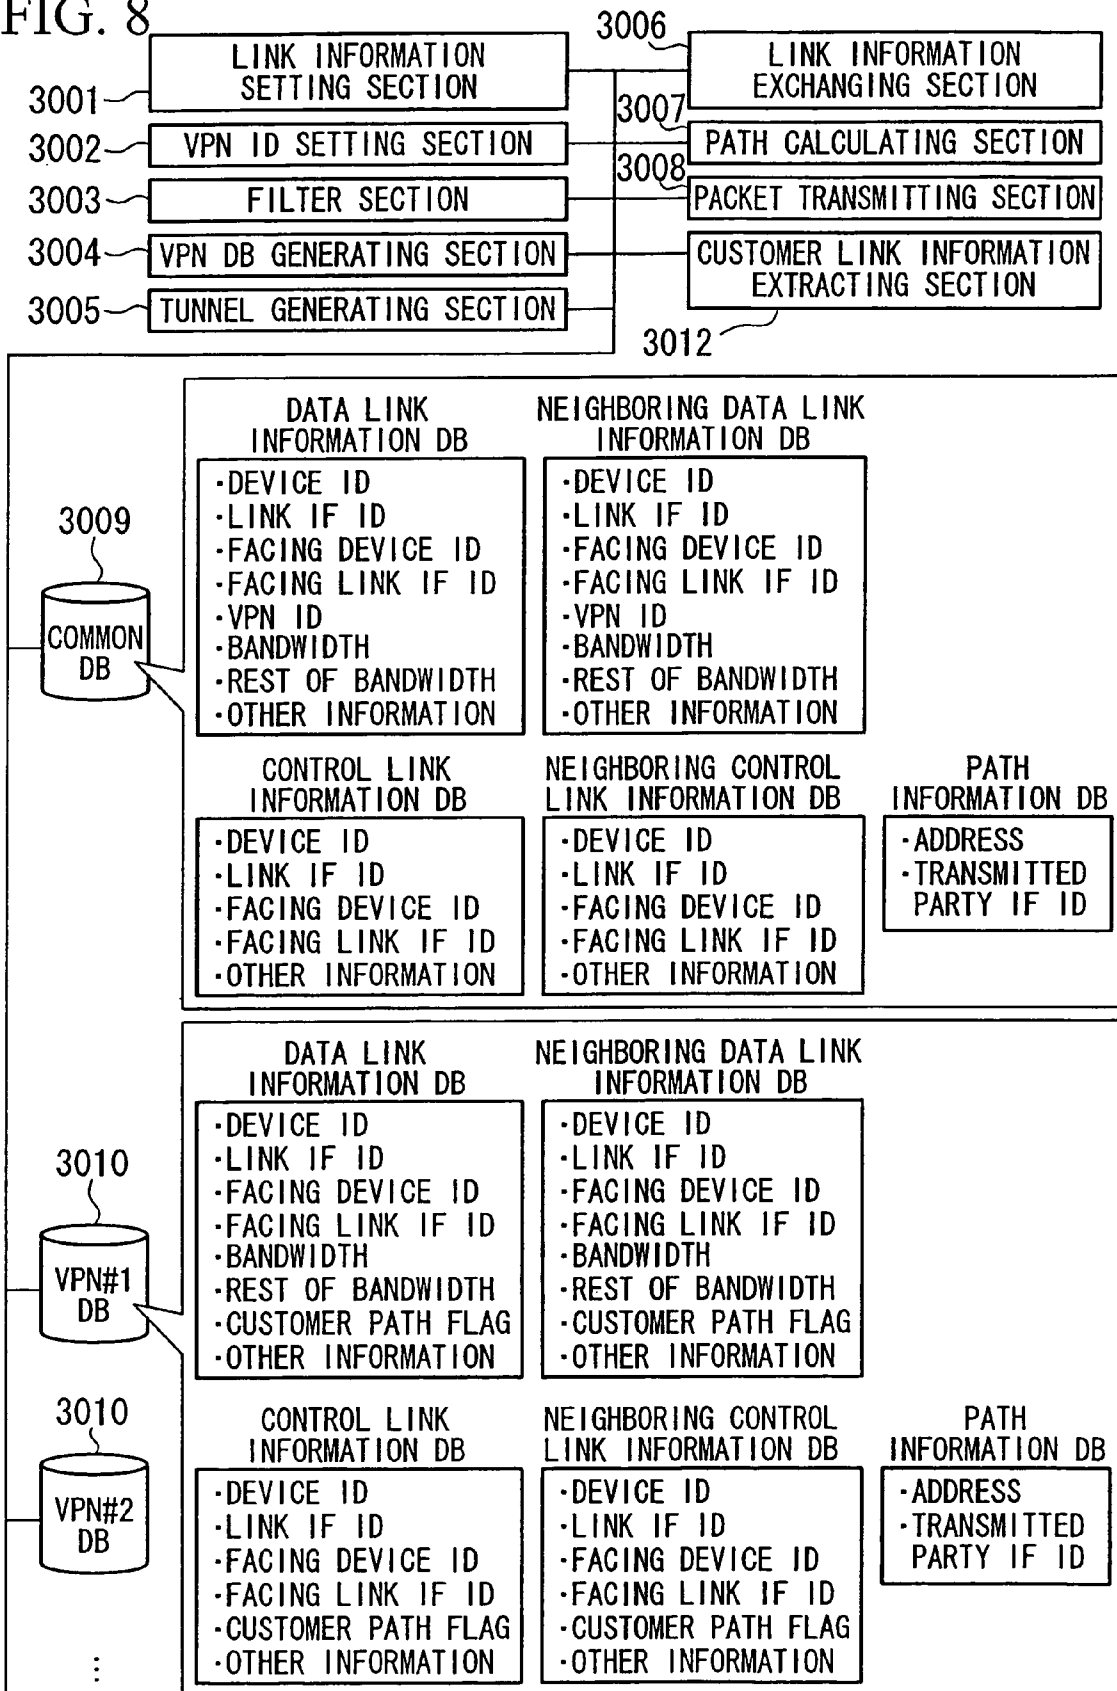 FIG. 8
LINK INFORMATION
SETTING SECTION
3001
VPN ID SETTING SECTION
3002
FILTER SECTION
3003
VPN DB GENERATING SECTION
3004
TUNNEL GENERATING SECTION
3005
3006
LINK INFORMATION
EXCHANGING SECTION
3007
PATH CALCULATING SECTION
3008
PACKET TRANSMITTING SECTION
CUSTOMER LINK INFORMATION
EXTRACTING SECTION
3012
3009
COMMON
DB
DATA LINK
INFORMATION DB
·DEVICE ID
·LINK IF ID
·FACING DEVICE ID
·FACING LINK IF ID
·VPN ID
·BANDWIDTH
·REST OF BANDWIDTH
·OTHER INFORMATION
NEIGHBORING DATA LINK
INFORMATION DB
·DEVICE ID
·LINK IF ID
·FACING DEVICE ID
·FACING LINK IF ID
·VPN ID
·BANDWIDTH
·REST OF BANDWIDTH
·OTHER INFORMATION
CONTROL LINK
INFORMATION DB
·DEVICE ID
·LINK IF ID
·FACING DEVICE ID
·FACING LINK IF ID
·OTHER INFORMATION
NEIGHBORING CONTROL
LINK INFORMATION DB
·DEVICE ID
·LINK IF ID
·FACING DEVICE ID
·FACING LINK IF ID
·OTHER INFORMATION
PATH
INFORMATION DB
·ADDRESS
·TRANSMITTED
PARTY IF ID
3010
VPN#1
DB
DATA LINK
INFORMATION DB
·DEVICE ID
·LINK IF ID
·FACING DEVICE ID
·FACING LINK IF ID
·BANDWIDTH
·REST OF BANDWIDTH
·CUSTOMER PATH FLAG
·OTHER INFORMATION
NEIGHBORING DATA LINK
INFORMATION DB
·DEVICE ID
·LINK IF ID
·FACING DEVICE ID
·FACING LINK IF ID
·BANDWIDTH
·REST OF BANDWIDTH
·CUSTOMER PATH FLAG
·OTHER INFORMATION
3010
VPN#2
DB
⋮
CONTROL LINK
INFORMATION DB
·DEVICE ID
·LINK IF ID
·FACING DEVICE ID
·FACING LINK IF ID
·CUSTOMER PATH FLAG
·OTHER INFORMATION
NEIGHBORING CONTROL
LINK INFORMATION DB
·DEVICE ID
·LINK IF ID
·FACING DEVICE ID
·FACING LINK IF ID
·CUSTOMER PATH FLAG
·OTHER INFORMATION
PATH
INFORMATION DB
·ADDRESS
·TRANSMITTED
PARTY IF ID